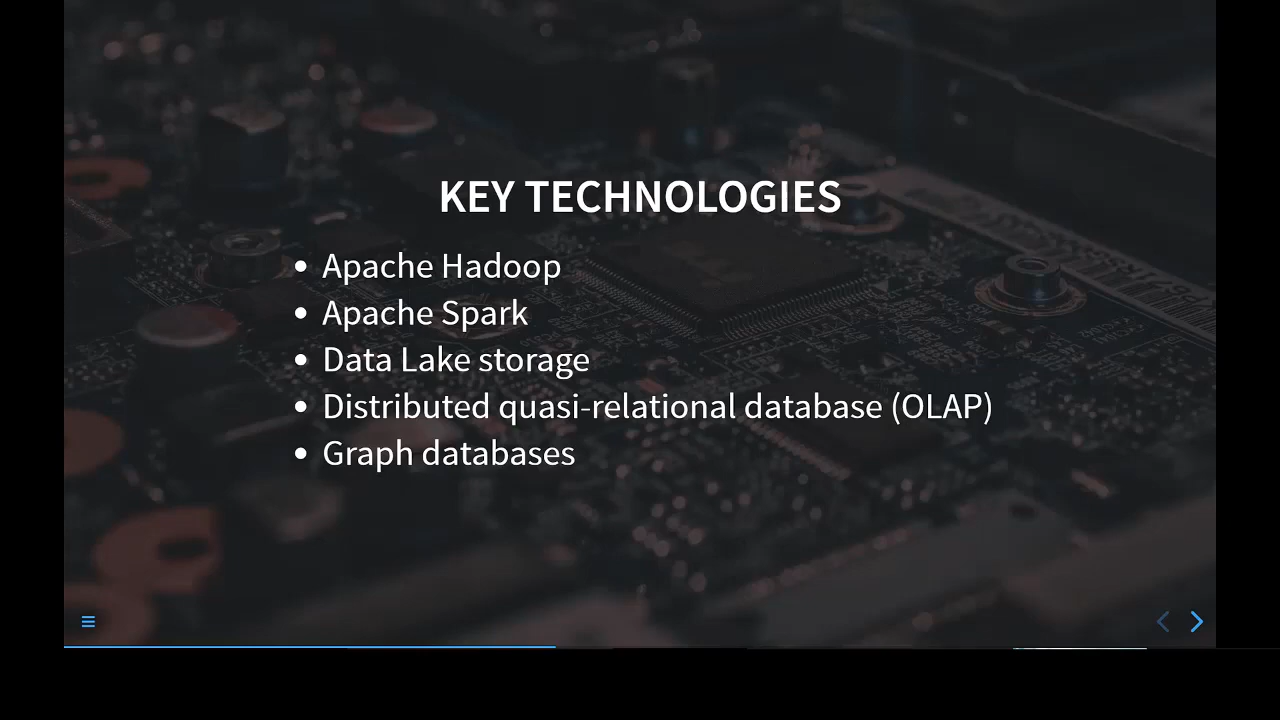 KEY TECHNOLOGIES
• Apache Hadoop
• Apache Spark
• Data Lake storage
• Distributed quasi-relational database (OLAP)
• Graph databases